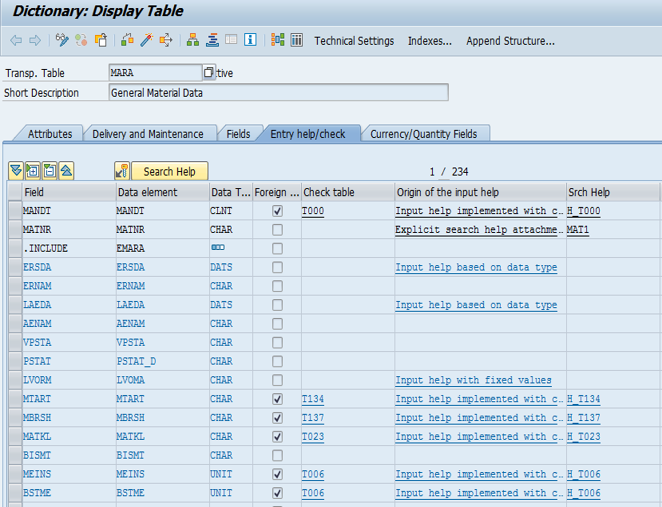 Dictionary: Display Table
Technical Settings Indexes... Append Structure...
Transp. Table MARA tive
Short Description General Material Data
Attributes Delivery and Maintenance Fields Entry help/check Currency/Quantity Fields
Search Help 1 / 234
Field Data element Data T... Foreign ... Check table Origin of the input help Srch Help
MANDT MANDT CLNT T000 Input help implemented with c… H_T000
MATNR MATNR CHAR Explicit search help attachme… MAT1
.INCLUDE EMARA
ERSDA ERSDA DATS Input help based on data type
ERNAM ERNAM CHAR
LAEDA LAEDA DATS Input help based on data type
AENAM AENAM CHAR
VPSTA VPSTA CHAR
PSTAT PSTAT_D CHAR
LVORM LVOMA CHAR Input help with fixed values
MTART MTART CHAR T134 Input help implemented with c… H_T134
MBRSH MBRSH CHAR T137 Input help implemented with c… H_T137
MATKL MATKL CHAR T023 Input help implemented with c… H_T023
BISMT BISMT CHAR
MEINS MEINS UNIT T006 Input help implemented with c… H_T006
BSTME BSTME UNIT T006 Input help implemented with c… H_T006